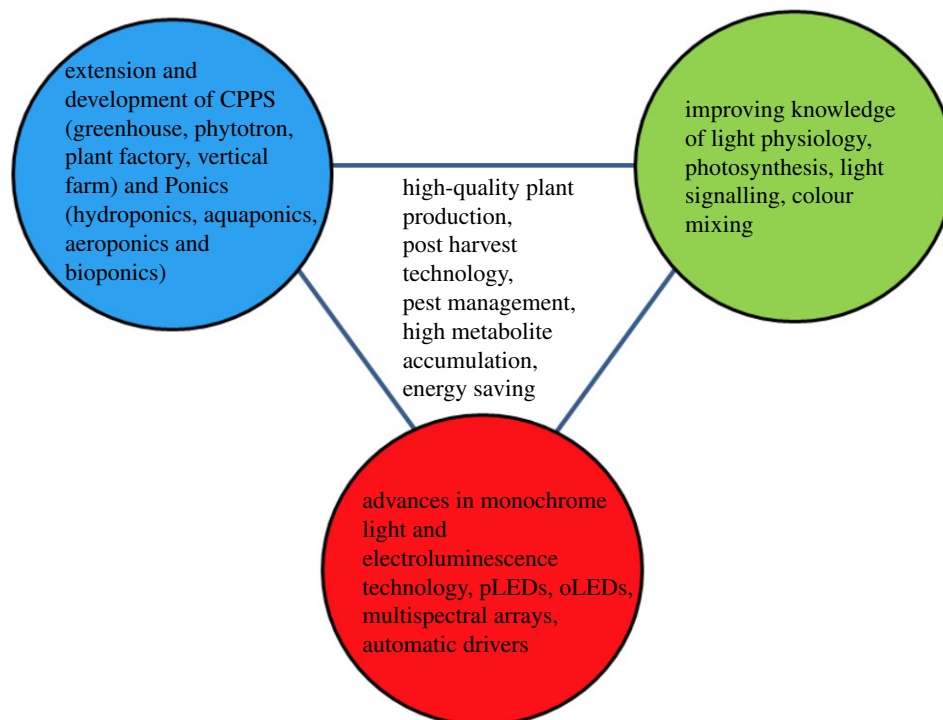 extension and
development of CPPS
(greenhouse, phytotron,
plant factory, vertical
farm) and Ponics
(hydroponics, aquaponics,
aeroponics and
bioponics)
improving knowledge
of light physiology,
photosynthesis, light
signalling, colour
mixing
high-quality plant
production,
post harvest
technology,
pest management,
high metabolite
accumulation,
energy saving
advances in monochrome
light and
electroluminescence
technology, pLEDs, oLEDs,
multispectral arrays,
automatic drivers